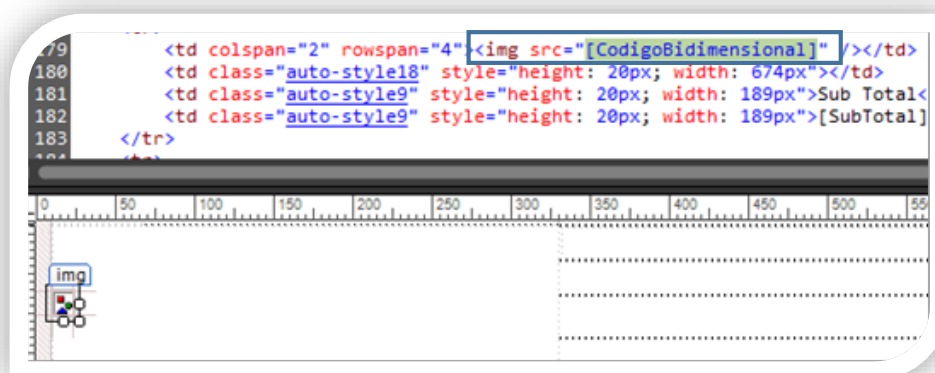 179 <td colspan="2" rowspan="4"><img src="[CodigoBidimensional]" /></td>
180 <td class="auto-style18" style="height: 20px; width: 674px"></td>
181 <td class="auto-style9" style="height: 20px; width: 189px">Sub Total<
182 <td class="auto-style9" style="height: 20px; width: 189px">[SubTotal]
183 </tr>
0 50 100 150 200 250 300 350 400 450 500 55
img